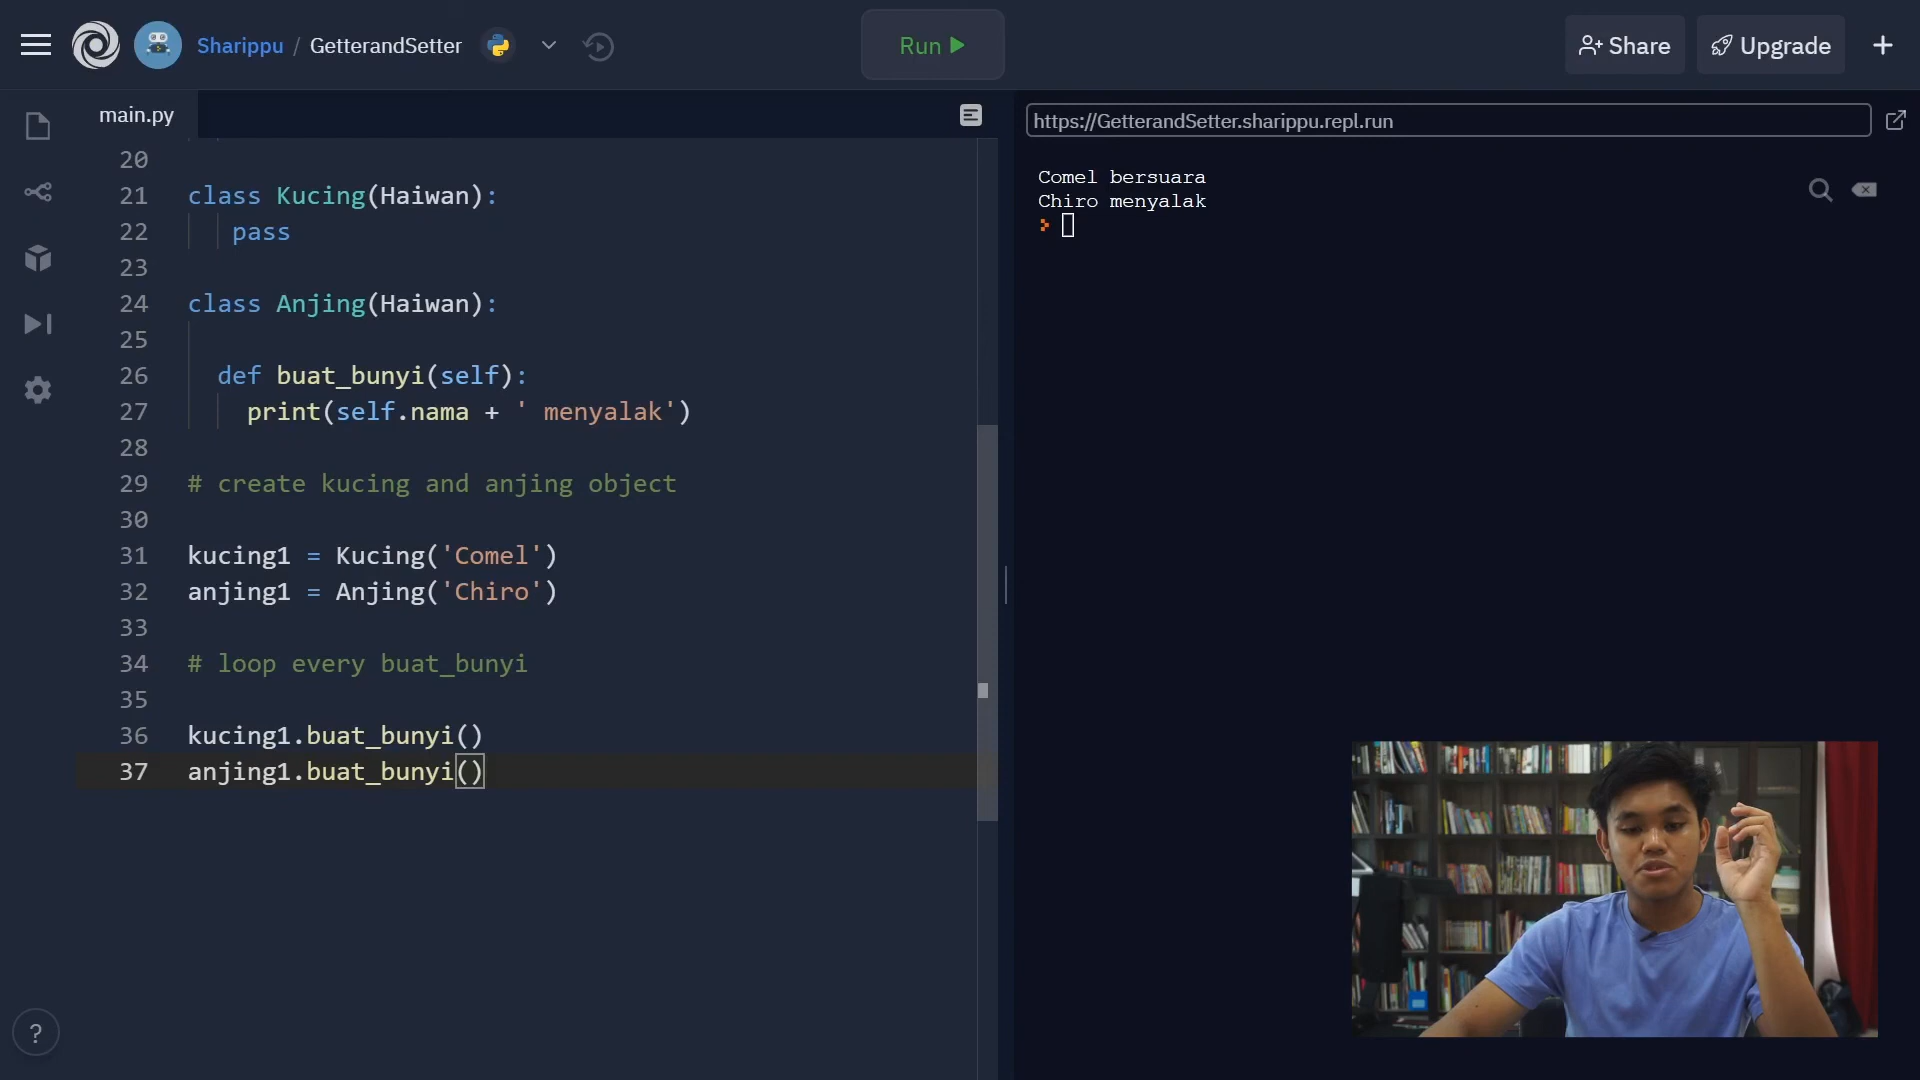 Sharippu / GetterandSetter
Run
Share
Upgrade
main.py
https://GetterandSetter.sharippu.repl.run
20
21 class Kucing(Haiwan):
22 pass
23
24 class Anjing(Haiwan):
25
26 def buat_bunyi(self):
27 print(self.nama + ' menyalak')
28
29 # create kucing and anjing object
30
31 kucing1 = Kucing('Comel')
32 anjing1 = Anjing('Chiro')
33
34 # loop every buat_bunyi
35
36 kucing1.buat_bunyi()
37 anjing1.buat_bunyi()
Comel bersuara
Chiro menyalak
?